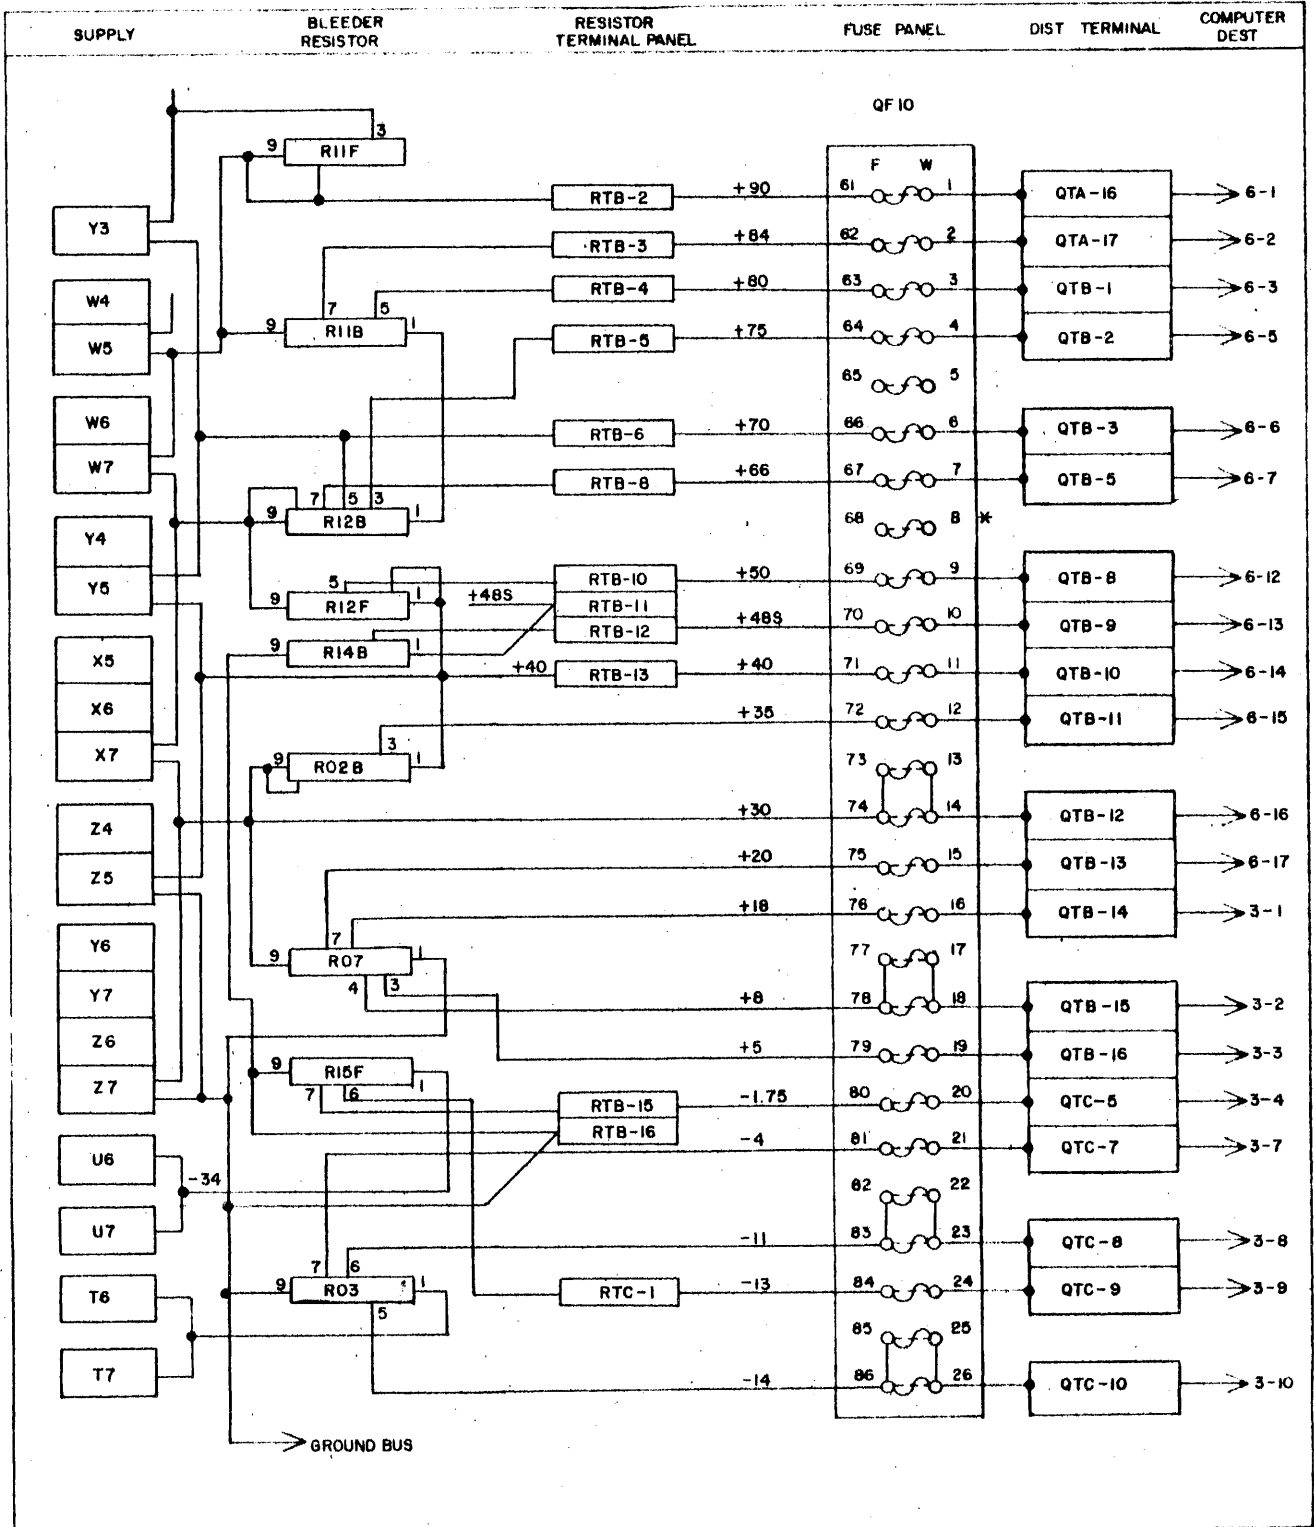 SUPPLY BLEEDER RESISTOR RESISTOR TERMINAL PANEL FUSE PANEL DIST TERMINAL COMPUTER DEST
QF10
F W
3
9 R11F
RTB-2 +90 61 1 QTA-16 6-1
Y3
RTB-3 +84 62 2 QTA-17 6-2
W4
RTB-4 +80 63 3 QTB-1 6-3
7 5
9 R11B 1
W5
RTB-5 +75 64 4 QTB-2 6-5
65 5
W6
RTB-6 +70 66 6 QTB-3 6-6
W7
RTB-8 +66 67 7 QTB-5 6-7
7 5 3
9 R12B 1
68 8 *
Y4
RTB-10 +50 69 9 QTB-8 6-12
Y5
5
9 R12F 1
+48S RTB-11
RTB-12 +48S 70 10 QTB-9 6-13
9 R14B 1
X5
+40 RTB-13 +40 71 11 QTB-10 6-14
X6
+35 72 12 QTB-11 6-15
X7
3
9 R02B 1
73 13
+30 74 14 QTB-12 6-16
Z4
+20 75 15 QTB-13 6-17
Z5
+18 76 16 QTB-14 3-1
Y6
7
9 R07 1
77 17
4 3
Y7
+8 78 18 QTB-15 3-2
Z6
+5 79 19 QTB-16 3-3
9 R15F 1
Z7
7 6
RTB-15 -1.75 80 20 QTC-5 3-4
RTB-16
-4 81 21 QTC-7 3-7
U6
-34
82 22
U7
-11 83 23 QTC-8 3-8
7 6
9 R03 1
T6
RTC-1 -13 84 24 QTC-9 3-9
5
85 25
T7
-14 86 26 QTC-10 3-10
GROUND BUS